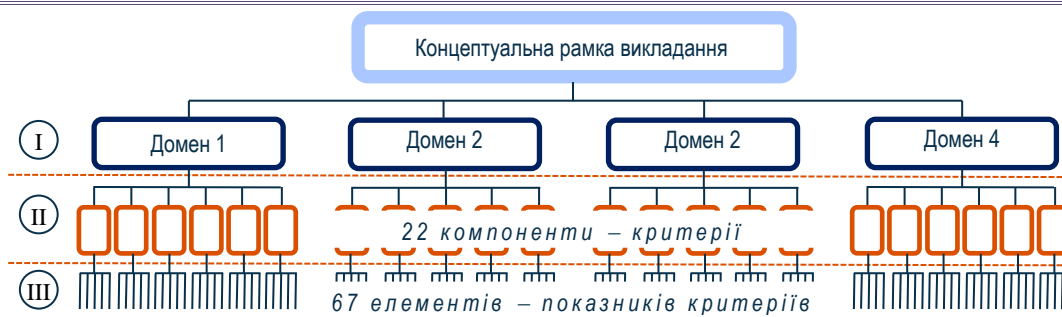 Концептуальна рамка викладання
I Домен 1 Домен 2 Домен 2 Домен 4
II 22 компоненти – критерії
III 67 елементів – показників критеріїв